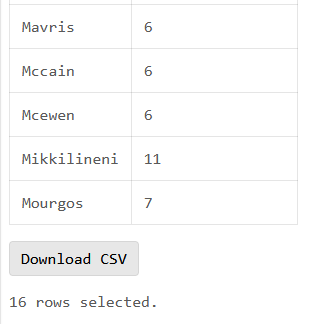 Mavris 6
Mccain 6
Mcewen 6
Mikkilineni 11
Mourgos 7
Download CSV
16 rows selected.